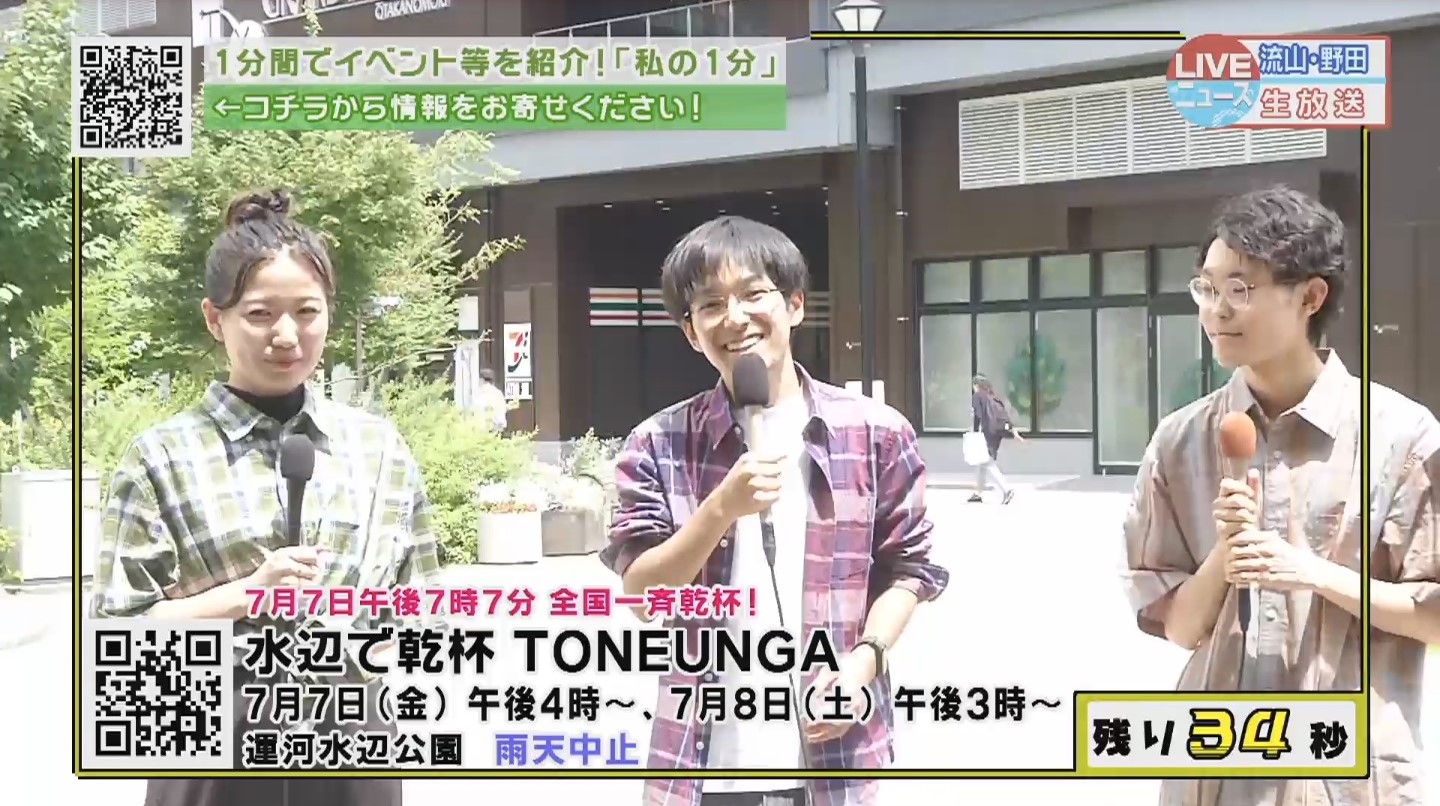 OTAKANOMORI
1分間でイベント等を紹介!「私の1分」
←コチラから情報をお寄せください!
LIVE
ニュース
流山・野田
生放送
7
7月7日午後7時7分 全国一斉乾杯!
水辺で乾杯 TONEUNGA
7月7日(金) 午後4時~、7月8日(土) 午後3時~
運河水辺公園 雨天中止
残り34秒